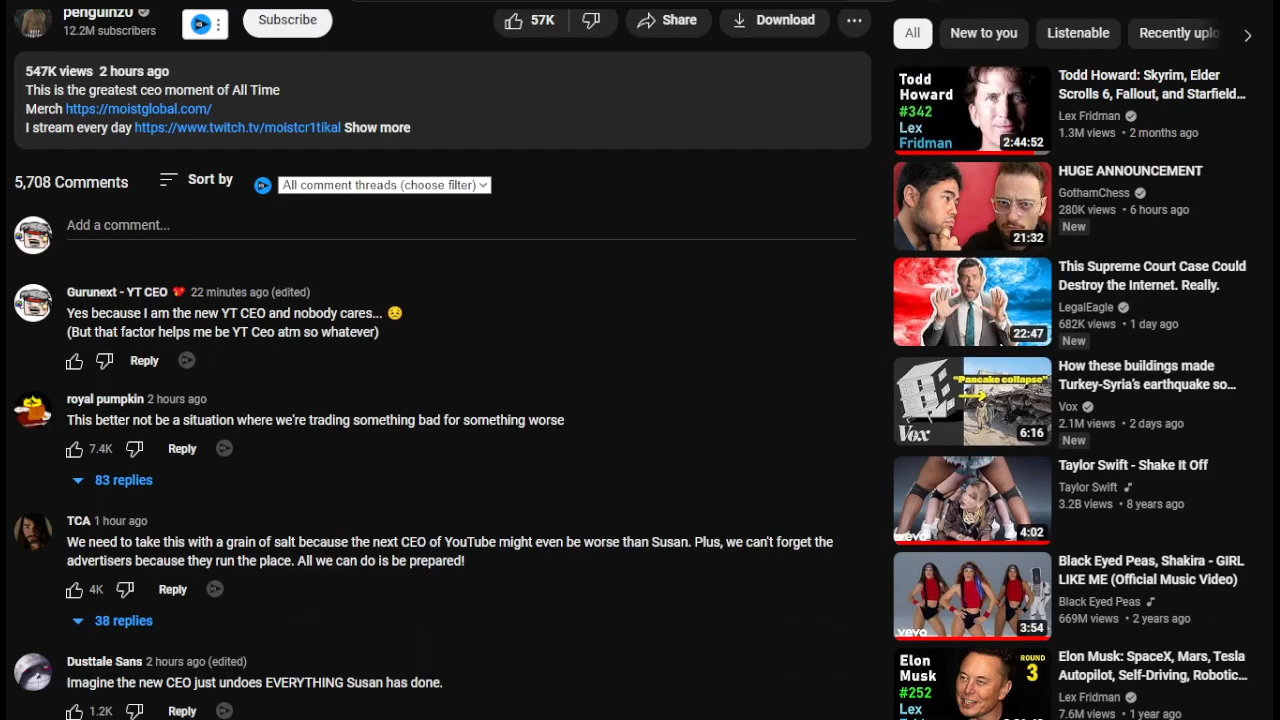 penguinz0
12.2M subscribers
Subscribe
57K
Share
Download
547K views 2 hours ago
This is the greatest ceo moment of All Time
Merch https://moistglobal.com/
I stream every day https://www.twitch.tv/moistcr1tikal Show more
5,708 Comments
Sort by
All comment threads (choose filter)
Add a comment...
Gurunext - YT CEO 22 minutes ago (edited)
Yes because I am the new YT CEO and nobody cares...
(But that factor helps me be YT Ceo atm so whatever)
Reply
royal pumpkin 2 hours ago
This better not be a situation where we're trading something bad for something worse
7.4K Reply
83 replies
TCA 1 hour ago
We need to take this with a grain of salt because the next CEO of YouTube might even be worse than Susan. Plus, we can't forget the
advertisers because they run the place. All we can do is be prepared!
4K Reply
38 replies
Dusttale Sans 2 hours ago (edited)
Imagine the new CEO just undoes EVERYTHING Susan has done.
1.2K Reply
All
New to you
Listenable
Recently uplo
Todd
Howard
#342
Lex
Fridman
2:44:52
Todd Howard: Skyrim, Elder
Scrolls 6, Fallout, and Starfield...
Lex Fridman
1.3M views • 2 months ago
21:32
HUGE ANNOUNCEMENT
GothamChess
280K views • 6 hours ago
New
22:47
This Supreme Court Case Could
Destroy the Internet. Really.
LegalEagle
682K views • 1 day ago
New
"Pancake collapse"
Vox
6:16
How these buildings made
Turkey-Syria's earthquake so...
Vox
2.1M views • 2 days ago
New
vevo
4:02
Taylor Swift - Shake It Off
Taylor Swift
3.2B views • 8 years ago
vevo
3:54
Black Eyed Peas, Shakira - GIRL
LIKE ME (Official Music Video)
Black Eyed Peas
669M views • 2 years ago
Elon
Musk
#252
Lex
ROUND
3
Elon Musk: SpaceX, Mars, Tesla
Autopilot, Self-Driving, Robotic...
Lex Fridman
7.6M views • 1 year ago